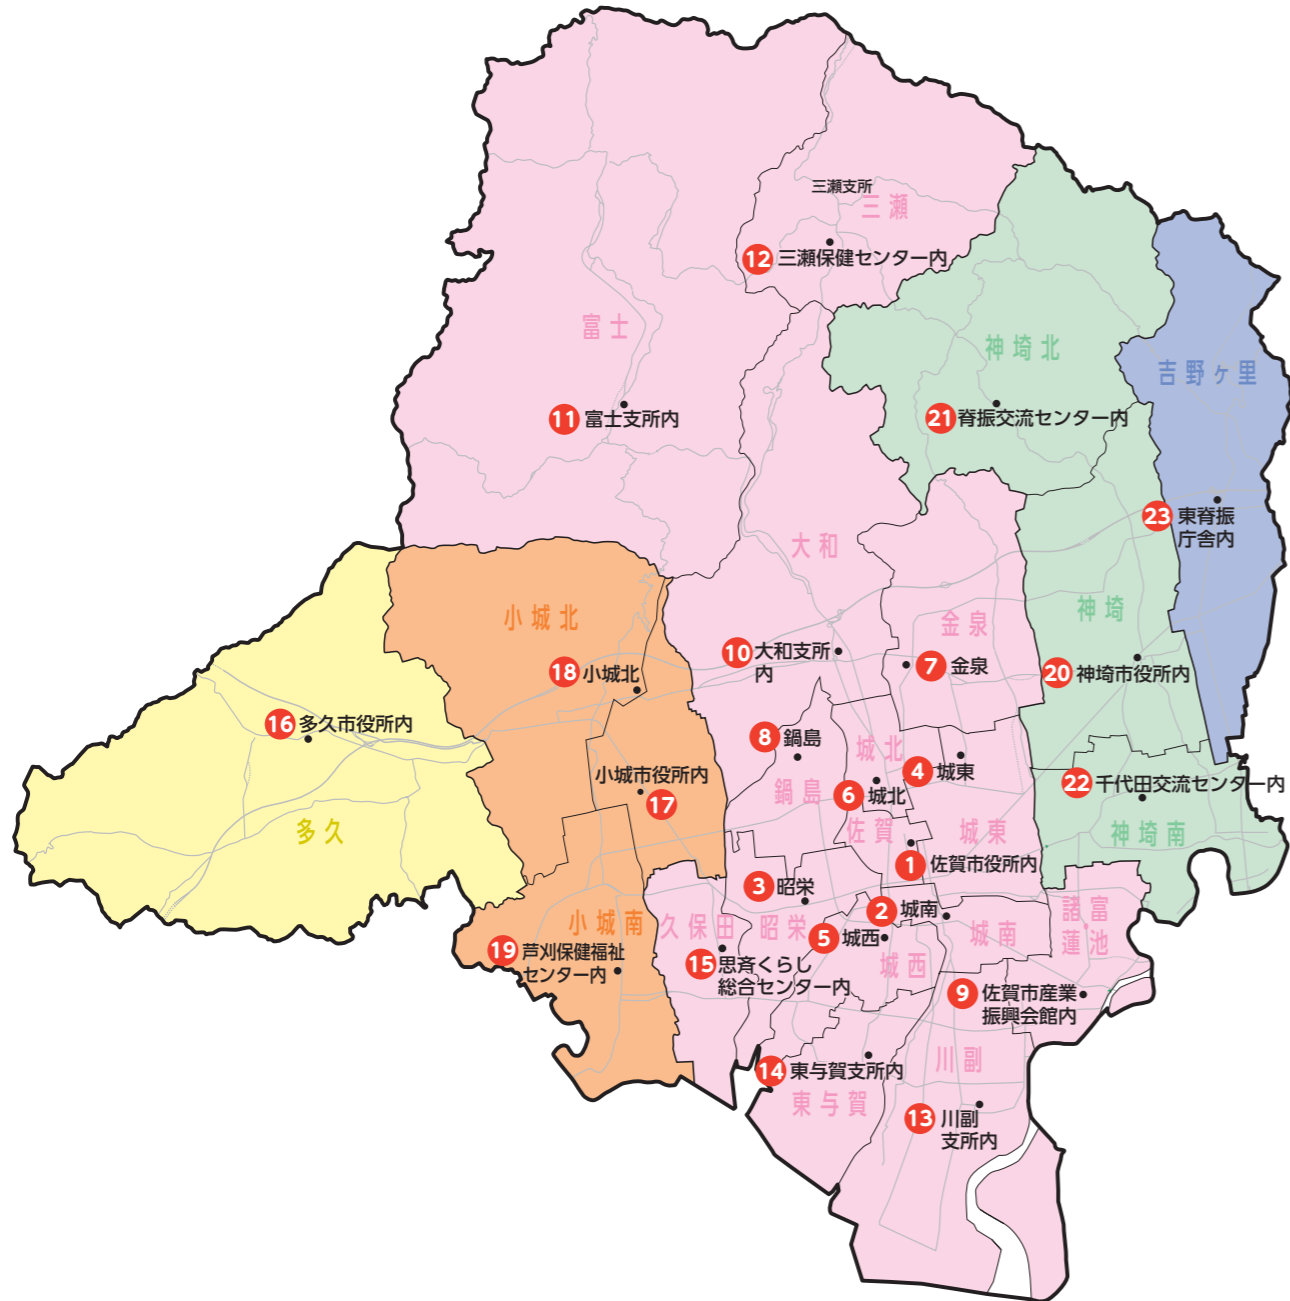 三瀬支所
三瀬
12 三瀬保健センター内
富士
11 富士支所内
神埼北
21 脊振交流センター内
吉野ヶ里
23 東脊振
庁舎内
大和
10 大和支所
内
金泉
7 金泉
神埼
20 神埼市役所内
小城北
18 小城北
16 多久市役所内
多久
小城市役所内
17
8 鍋島
鍋島
城北
6 城北
4 城東
城東
佐賀
1 佐賀市役所内
22 千代田交流センター内
神埼南
3 昭栄
昭栄
2 城南
城南
諸富
・
蓮池
小城南
19 芦刈保健福祉
センター内
久保田
15 思斉くらし
総合センター内
5 城西
城西
9 佐賀市産業
振興会館内
14 東与賀支所内
東与賀
川副
13 川副
支所内